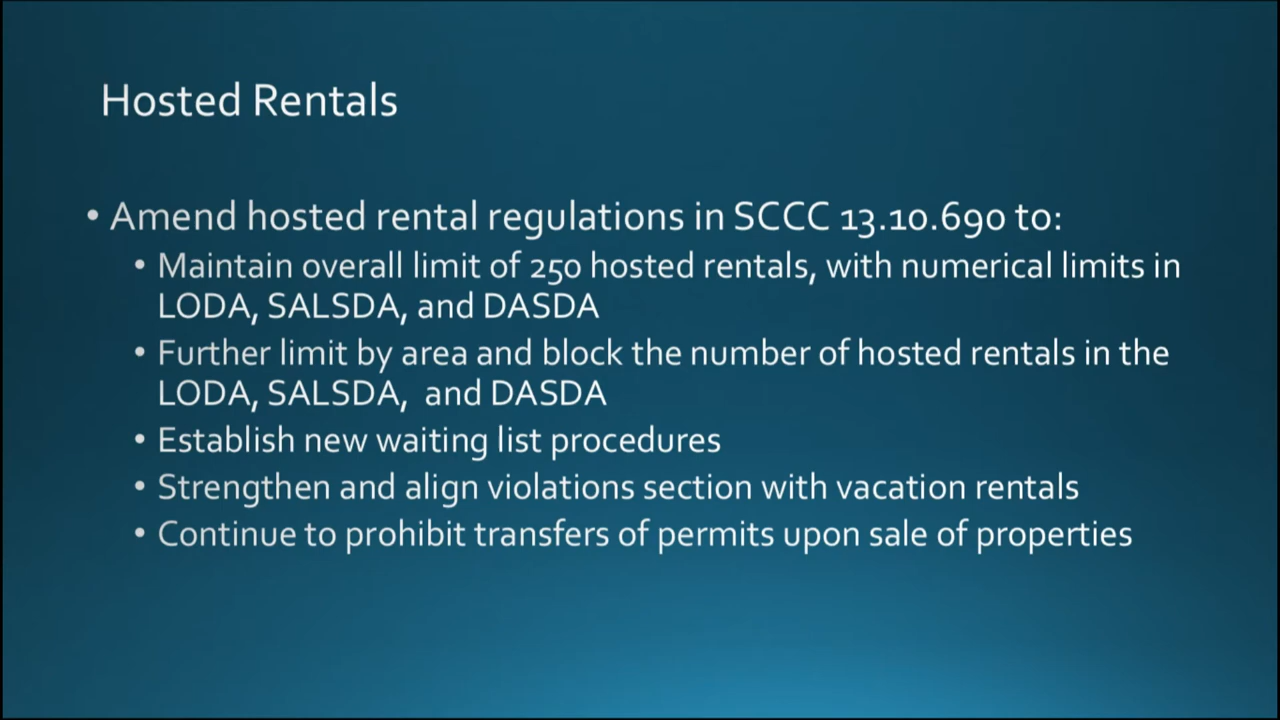 Hosted Rentals
• Amend hosted rental regulations in SCCC 13.10.690 to:
• Maintain overall limit of 250 hosted rentals, with numerical limits in
LODA, SALSDA, and DASDA
• Further limit by area and block the number of hosted rentals in the
LODA, SALSDA, and DASDA
• Establish new waiting list procedures
• Strengthen and align violations section with vacation rentals
• Continue to prohibit transfers of permits upon sale of properties